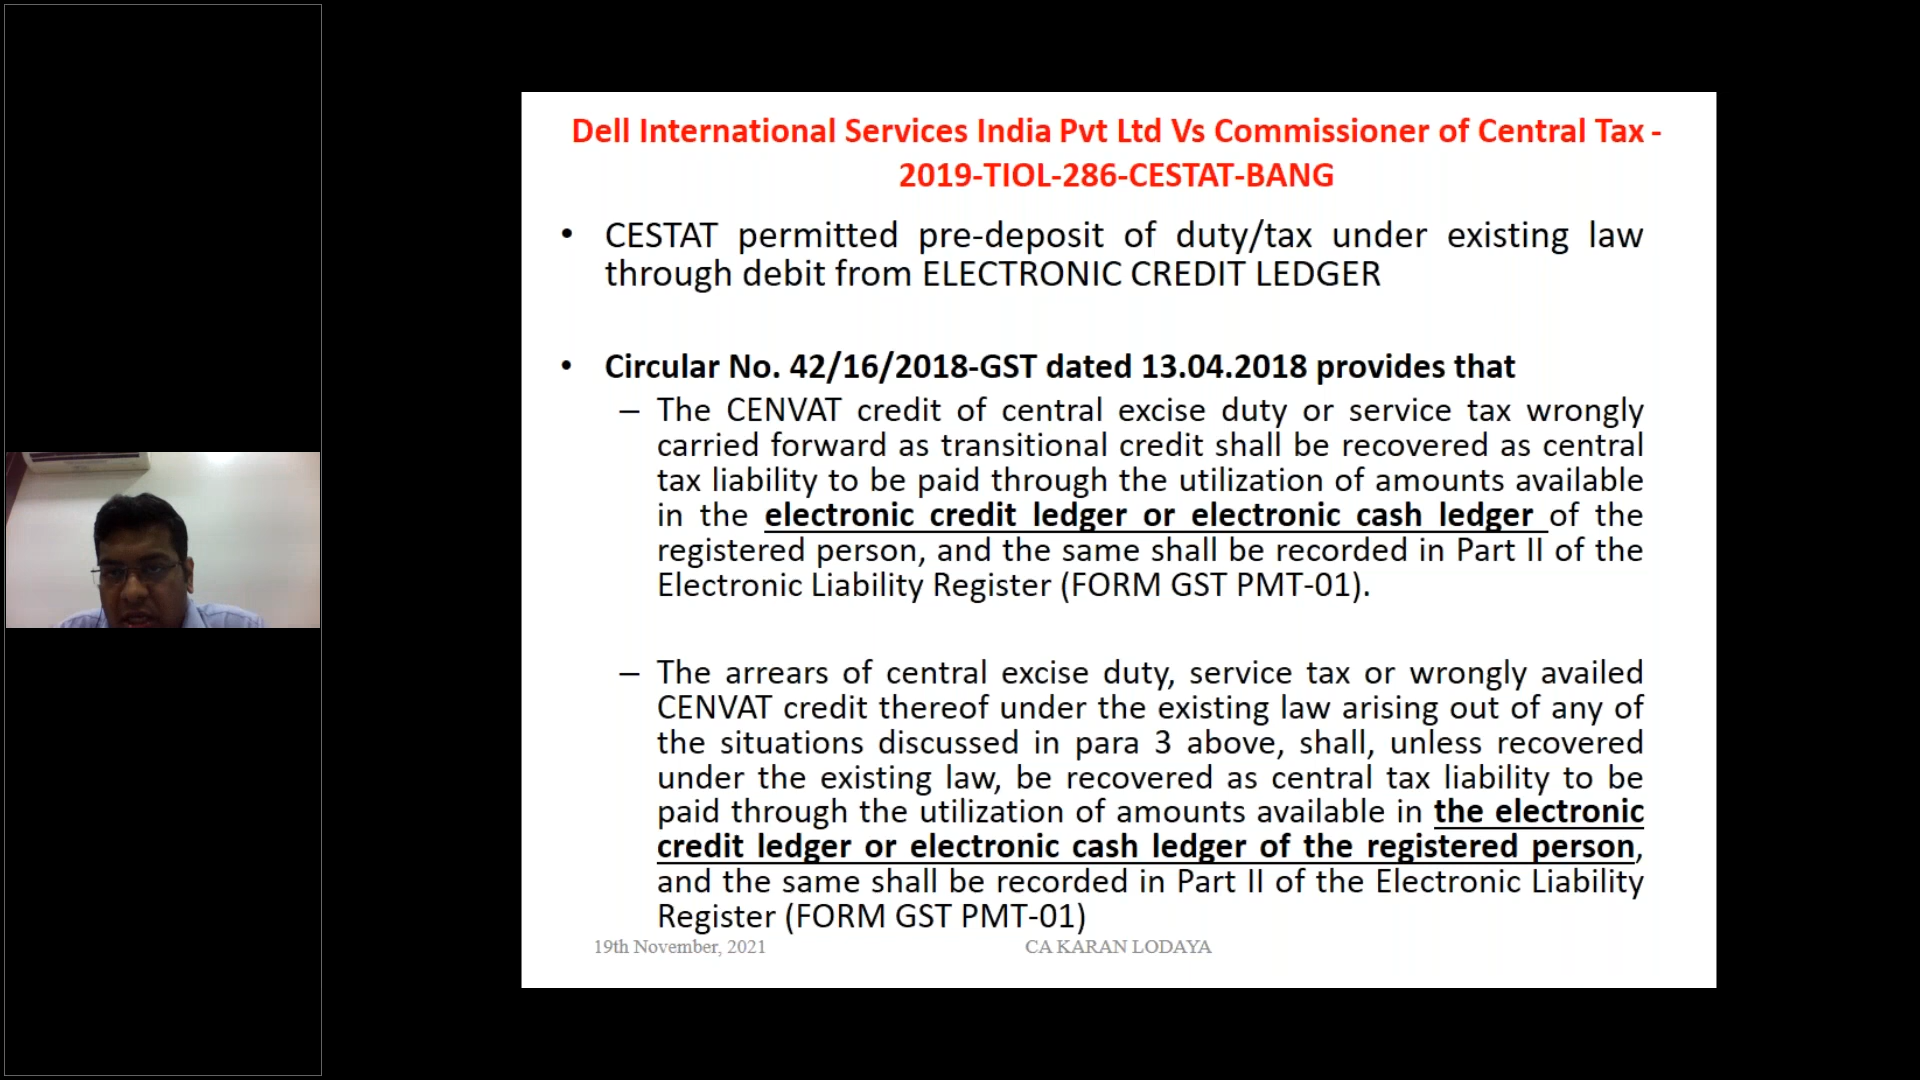 Dell International Services India Pvt Ltd Vs Commissioner of Central Tax -
2019-TIOL-286-CESTAT-BANG
• CESTAT permitted pre-deposit of duty/tax under existing law
through debit from ELECTRONIC CREDIT LEDGER
• Circular No. 42/16/2018-GST dated 13.04.2018 provides that
– The CENVAT credit of central excise duty or service tax wrongly
carried forward as transitional credit shall be recovered as central
tax liability to be paid through the utilization of amounts available
in the electronic credit ledger or electronic cash ledger of the
registered person, and the same shall be recorded in Part II of the
Electronic Liability Register (FORM GST PMT-01).
– The arrears of central excise duty, service tax or wrongly availed
CENVAT credit thereof under the existing law arising out of any of
the situations discussed in para 3 above, shall, unless recovered
under the existing law, be recovered as central tax liability to be
paid through the utilization of amounts available in the electronic
credit ledger or electronic cash ledger of the registered person,
and the same shall be recorded in Part II of the Electronic Liability
Register (FORM GST PMT-01)
19th November, 2021 CA KARAN LODAYA